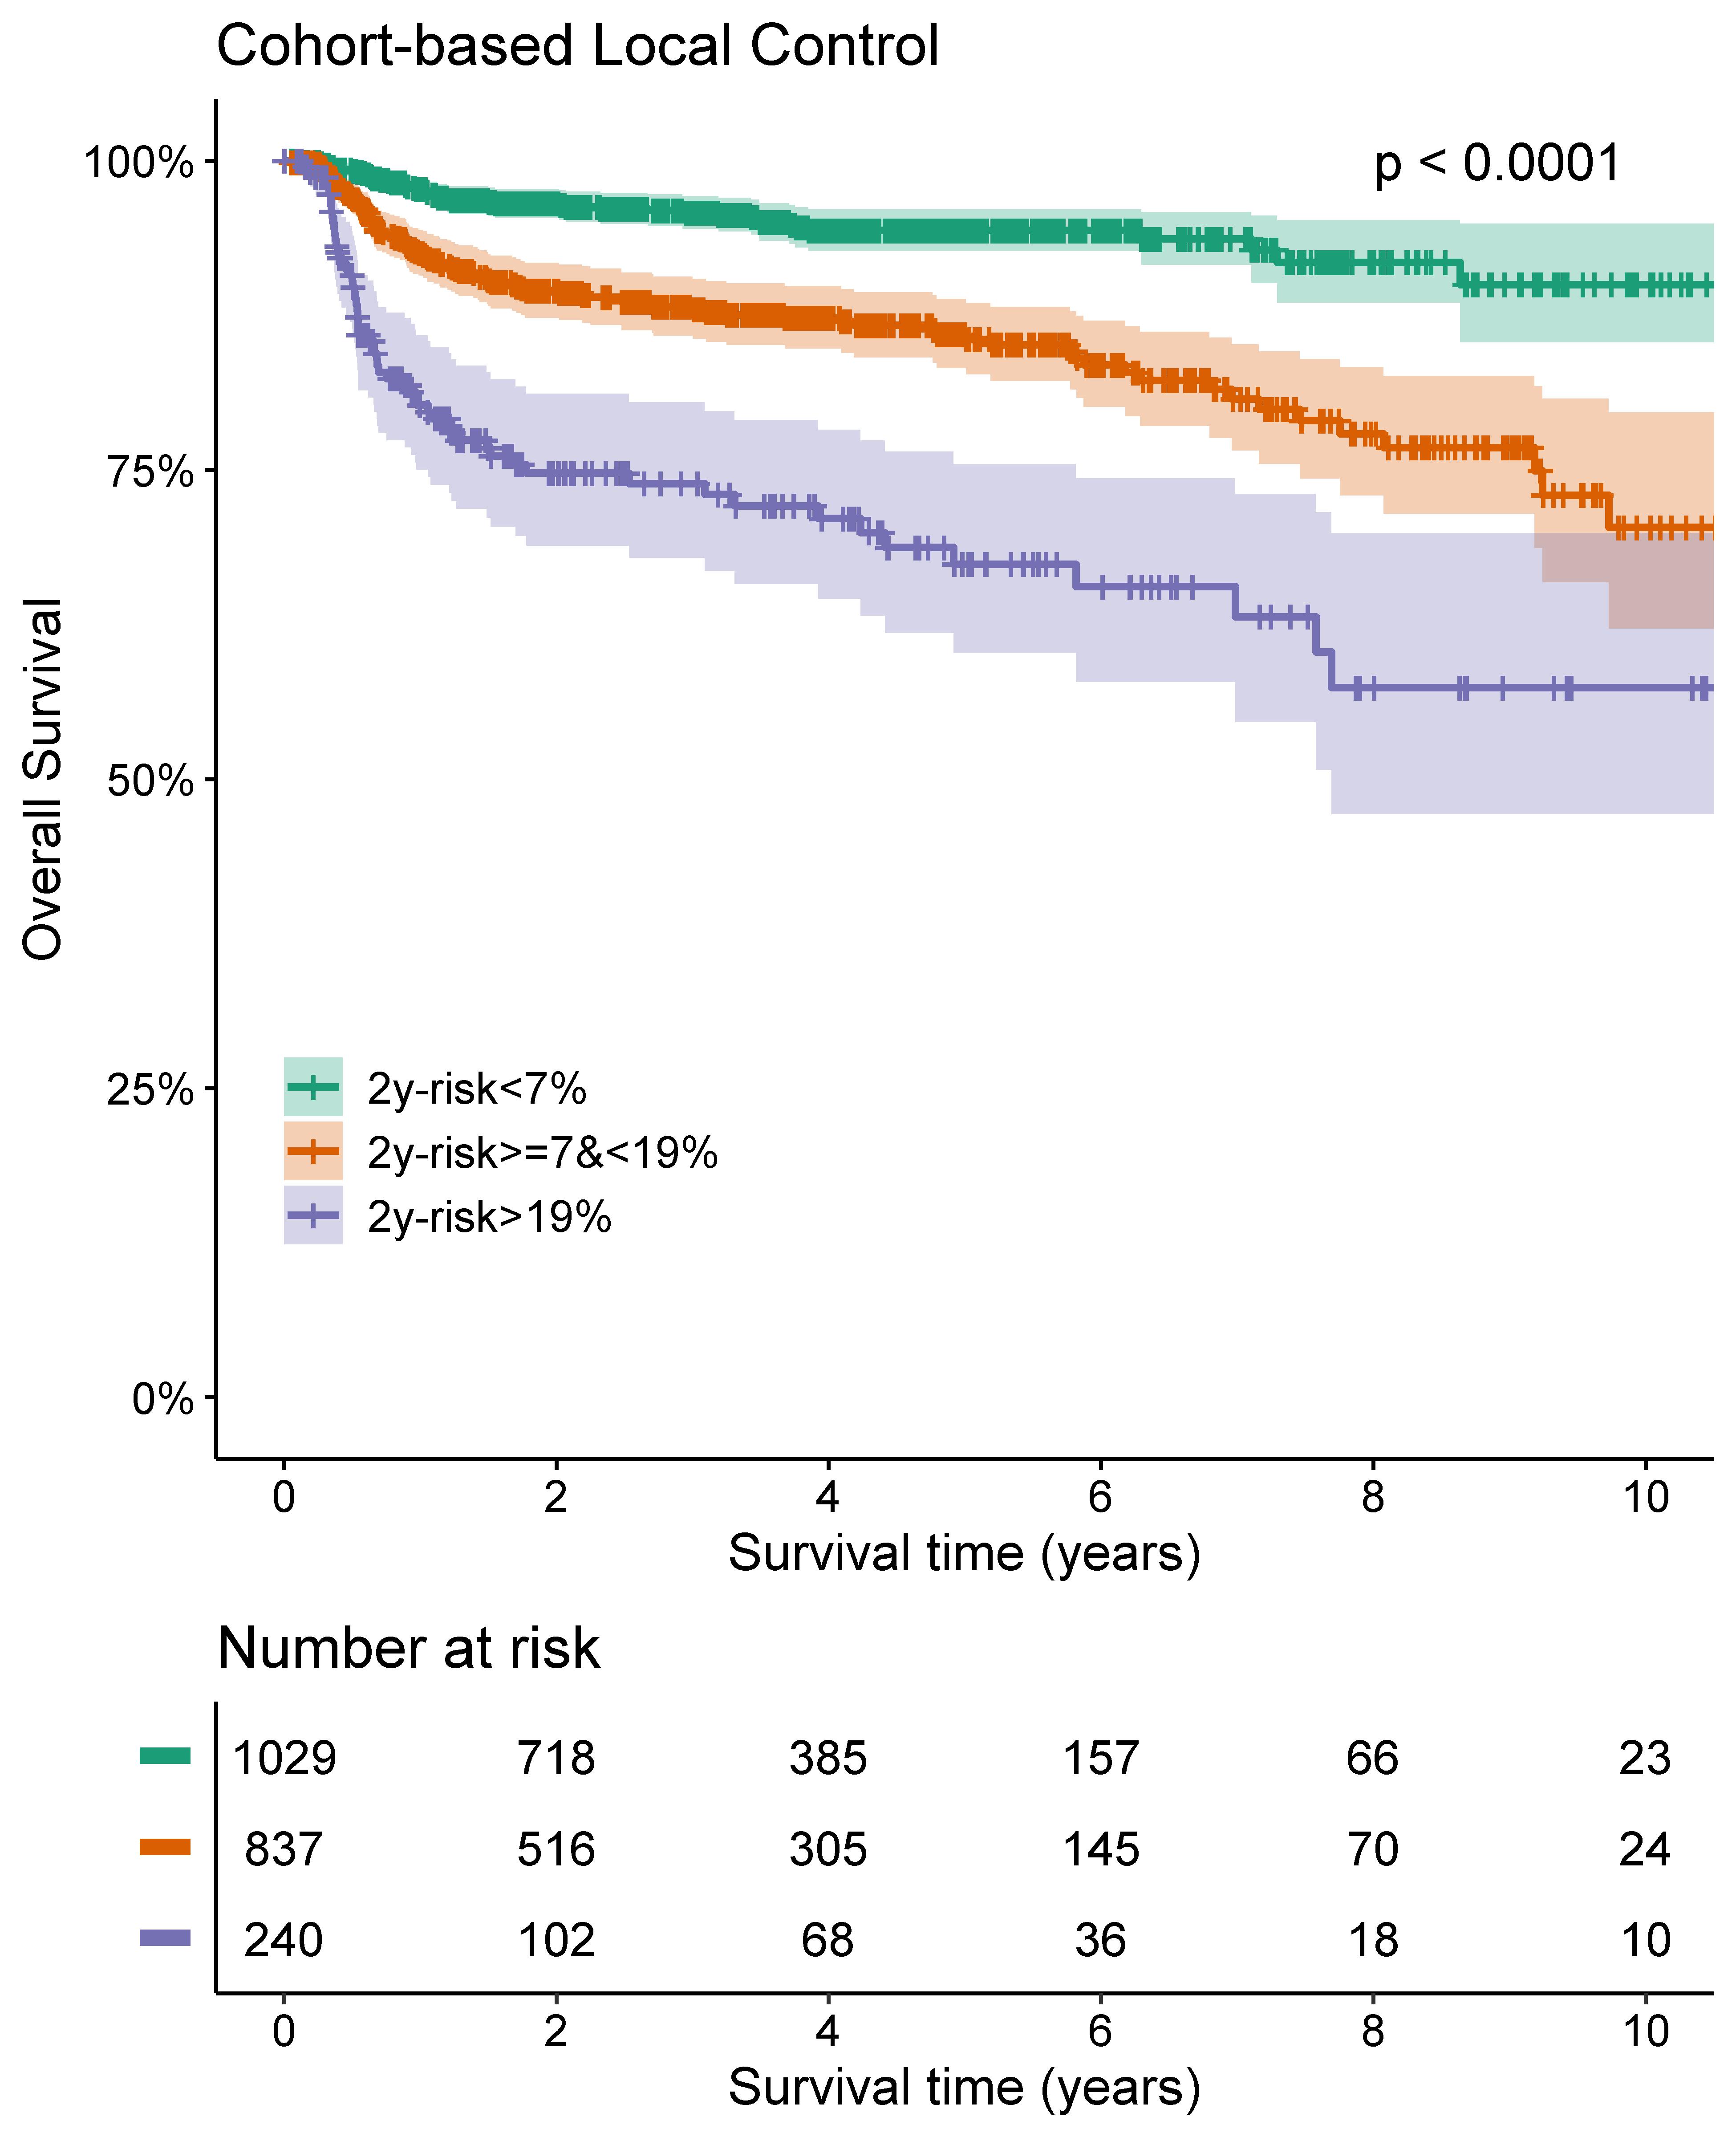 Cohort-based Local Control
p < 0.0001
100%
75%
50%
25%
0%
Overall Survival
2y-risk<7%
2y-risk>=7&<19%
2y-risk>19%
0 2 4 6 8 10
Survival time (years)
Number at risk
1029 718 385 157 66 23
837 516 305 145 70 24
240 102 68 36 18 10
0 2 4 6 8 10
Survival time (years)